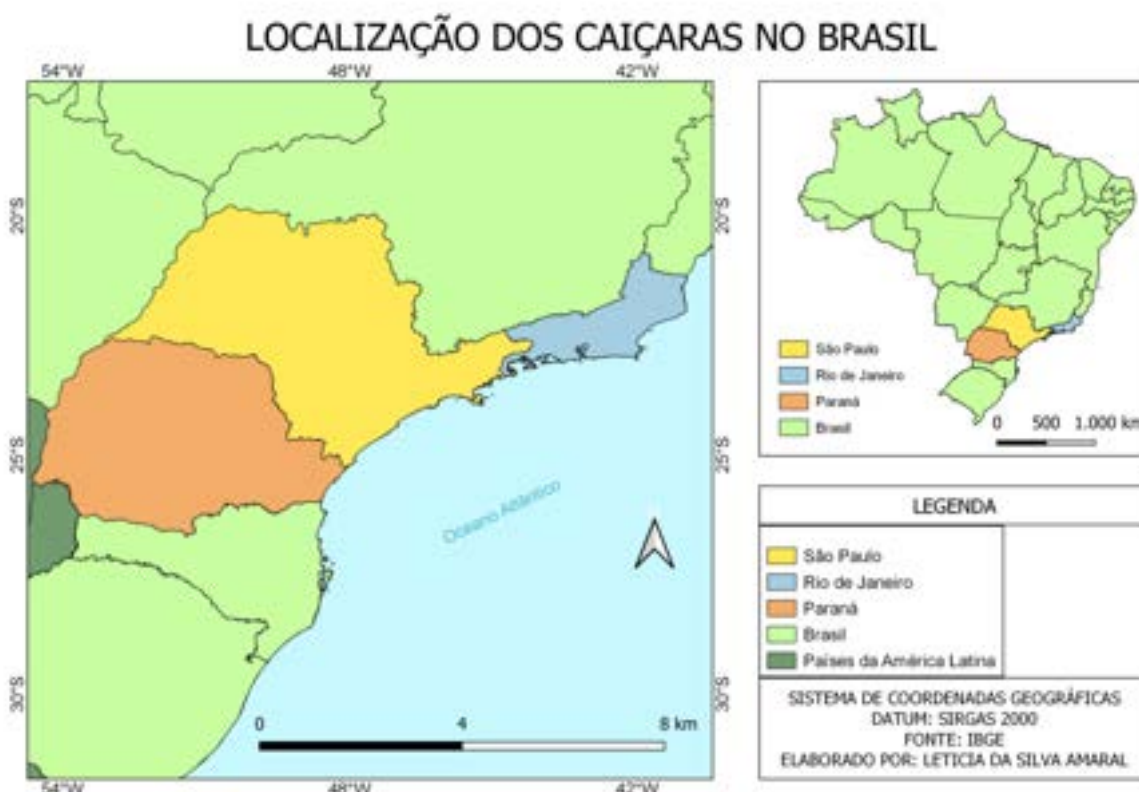 LOCALIZAÇÃO DOS CAIÇARAS NO BRASIL
54°W 48°W 42°W
20°S 20°S
25°S 25°S
30°S 30°S
Oceano Atlântico
0 4 8 km
54°W 48°W 42°W
São Paulo
Rio de Janeiro
Paraná
Brasil
0 500 1.000 km
LEGENDA
São Paulo
Rio de Janeiro
Paraná
Brasil
Países da América Latina
SISTEMA DE COORDENADAS GEOGRÁFICAS
DATUM: SIRGAS 2000
FONTE: IBGE
ELABORADO POR: LETICIA DA SILVA AMARAL